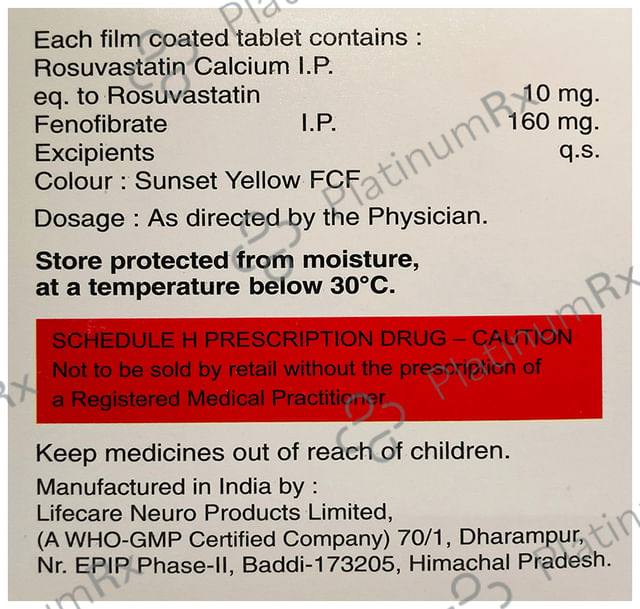 Each film coated tablet contains :
Rosuvastatin Calcium I.P.
eq. to Rosuvastatin 10 mg.
Fenofibrate I.P. 160 mg.
Excipients q.s.
Colour : Sunset Yellow FCF
Dosage : As directed by the Physician.
Store protected from moisture,
at a temperature below 30°C.
SCHEDULE H PRESCRIPTION DRUG – CAUTION
Not to be sold by retail without the prescription of
a Registered Medical Practitioner.
Keep medicines out of reach of children.
Manufactured in India by :
Lifecare Neuro Products Limited,
(A WHO-GMP Certified Company) 70/1, Dharampur,
Nr. EPIP Phase-II, Baddi-173205, Himachal Pradesh.
PlatinumRx
PlatinumRx